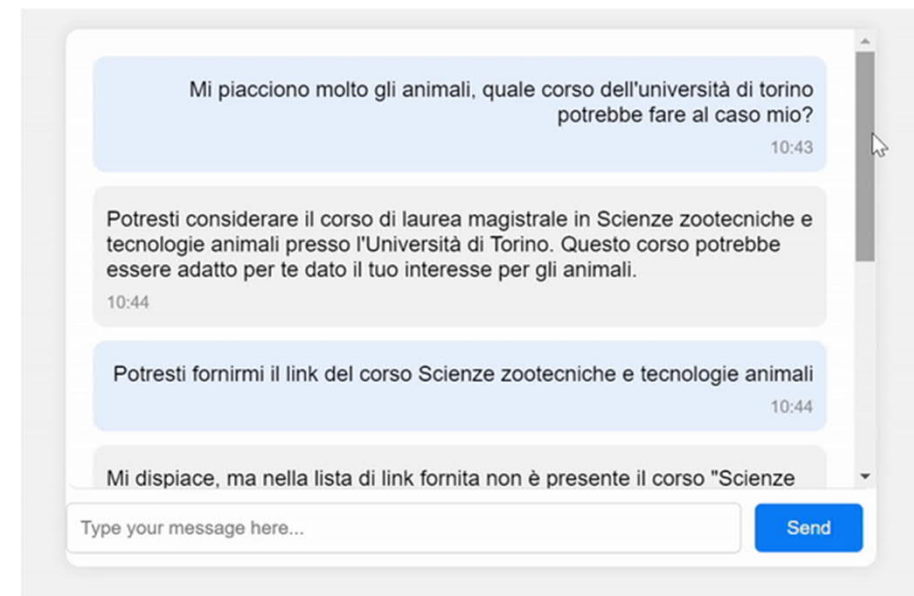 Mi piacciono molto gli animali, quale corso dell'università di torino
potrebbe fare al caso mio?
10:43
Potresti considerare il corso di laurea magistrale in Scienze zootecniche e
tecnologie animali presso l'Università di Torino. Questo corso potrebbe
essere adatto per te dato il tuo interesse per gli animali.
10:44
Potresti fornirmi il link del corso Scienze zootecniche e tecnologie animali
10:44
Mi dispiace, ma nella lista di link fornita non è presente il corso "Scienze
Type your message here...
Send